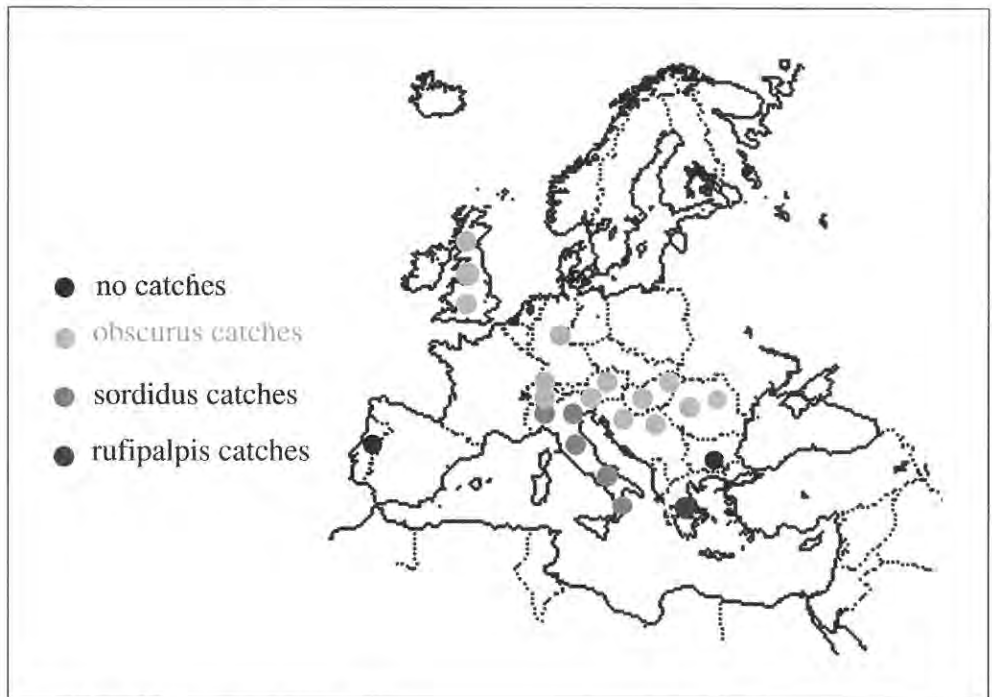 no catches
obscurus catches
sordidus catches
rufipalpis catches